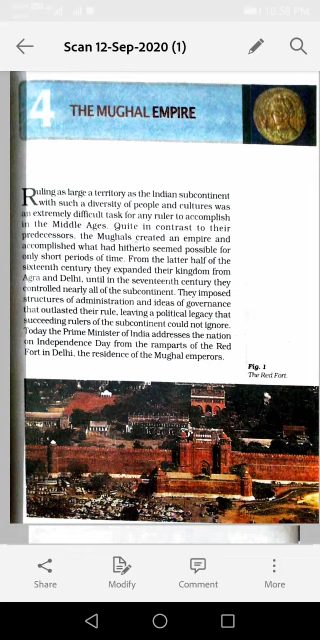 10:58 PM
Scan 12-Sep-2020 (1)
4 THE MUGHAL EMPIRE
Ruling as large a territory as the Indian subcontinent
with such a diversity of people and cultures was
an extremely difficult task for any ruler to accomplish
in the Middle Ages. Quite in contrast to their
predecessors, the Mughals created an empire and
accomplished what had hitherto seemed possible for
only short periods of time. From the latter half of the
sixteenth century they expanded their kingdom from
Agra and Delhi, until in the seventeenth century they
controlled nearly all of the subcontinent. They imposed
structures of administration and ideas of governance
that outlasted their rule, leaving a political legacy that
succeeding rulers of the subcontinent could not ignore.
Today the Prime Minister of India addresses the nation
on Independence Day from the ramparts of the Red
Fort in Delhi, the residence of the Mughal emperors.
Fig. 1
The Red Fort.
Share
Modify
Comment
More